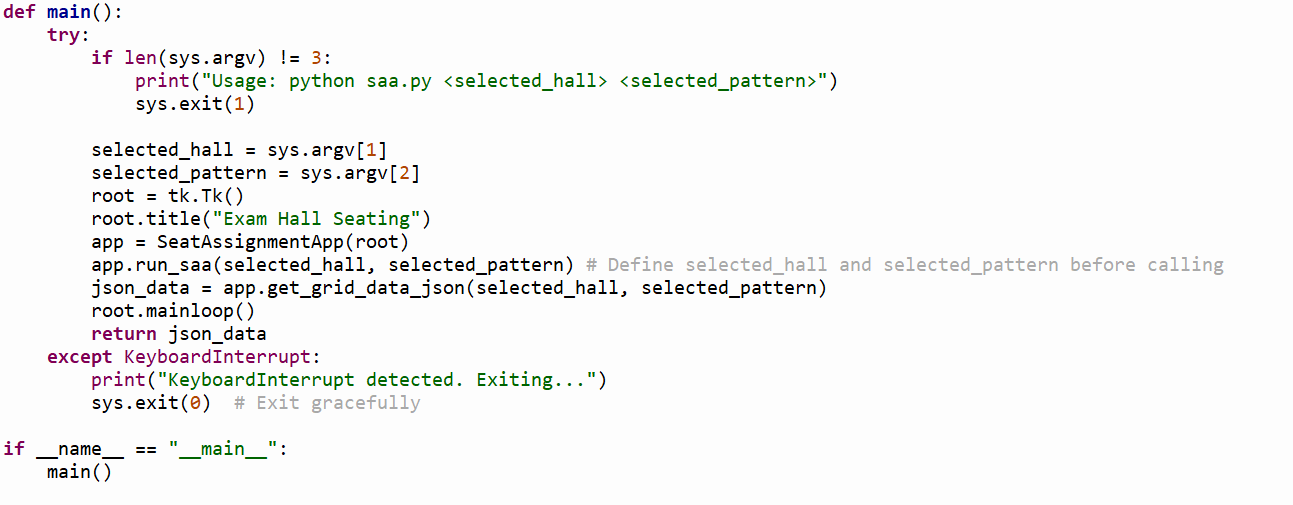 def main():
    try:
        if len(sys.argv) != 3:
            print("Usage: python saa.py <selected_hall> <selected_pattern>")
            sys.exit(1)

        selected_hall = sys.argv[1]
        selected_pattern = sys.argv[2]
        root = tk.Tk()
        root.title("Exam Hall Seating")
        app = SeatAssignmentApp(root)
        app.run_saa(selected_hall, selected_pattern) # Define selected_hall and selected_pattern before calling
        json_data = app.get_grid_data_json(selected_hall, selected_pattern)
        root.mainloop()
        return json_data
    except KeyboardInterrupt:
        print("KeyboardInterrupt detected. Exiting...")
        sys.exit(0)  # Exit gracefully

if __name__ == "__main__":
    main()